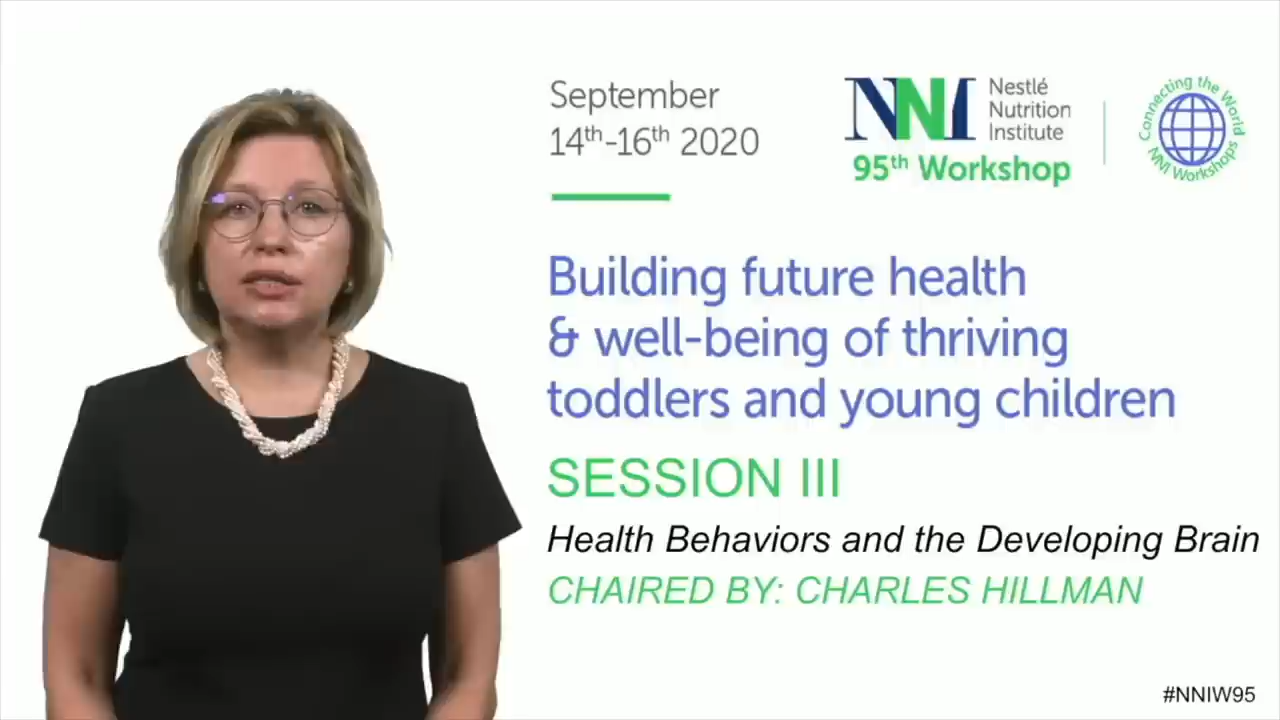 September
14th-16th 2020
NNI
Nestlé
Nutrition
Institute
95th Workshop
Connecting the World
NNI Workshops
Building future health
& well-being of thriving
toddlers and young children
SESSION III
Health Behaviors and the Developing Brain
CHAIRED BY: CHARLES HILLMAN
#NNIW95